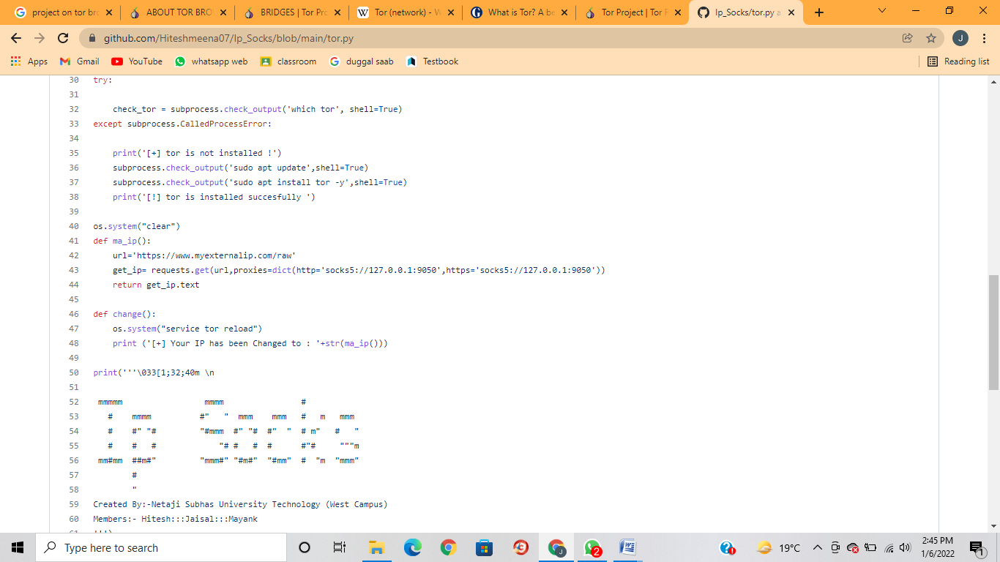 project on tor bro
ABOUT TOR BRO
BRIDGES | Tor Pro
Tor (network) - W
What is Tor? A be
Tor Project | Tor F
Ip_Socks/tor.py a
github.com/Hiteshmeena07/Ip_Socks/blob/main/tor.py
J
Apps Gmail YouTube whatsapp web classroom duggal saab Testbook Reading list
30 try:
31
32     check_tor = subprocess.check_output('which tor', shell=True)
33 except subprocess.CalledProcessError:
34
35     print('[+] tor is not installed !')
36     subprocess.check_output('sudo apt update',shell=True)
37     subprocess.check_output('sudo apt install tor -y',shell=True)
38     print('[!] tor is installed succesfully ')
39
40 os.system("clear")
41 def ma_ip():
42     url='https://www.myexternalip.com/raw'
43     get_ip= requests.get(url,proxies=dict(http='socks5://127.0.0.1:9050',https='socks5://127.0.0.1:9050'))
44     return get_ip.text
45
46 def change():
47     os.system("service tor reload")
48     print ('[+] Your IP has been Changed to : '+str(ma_ip()))
49
50 print('''\033[1;32;40m \n
51
52  mmmmm                 mmmm                #
53    #    mmmm          #"   "  mmm    mmm   #   m   mmm
54    #    #" "#         "#mmm  #" "#  #"  "  # m"   #   "
55    #    #   #             "# #   #  #      #"#     """m
56  mm#mm  ##m#"         "mmm#" "#m#"  "#mm"  #  "m  "mmm"
57         #
58         "
59 Created By:-Netaji Subhas University Technology (West Campus)
60 Members:- Hitesh:::Jaisal:::Mayank
61 ''')
Type here to search
2
19°C
2:45 PM
1/6/2022
1